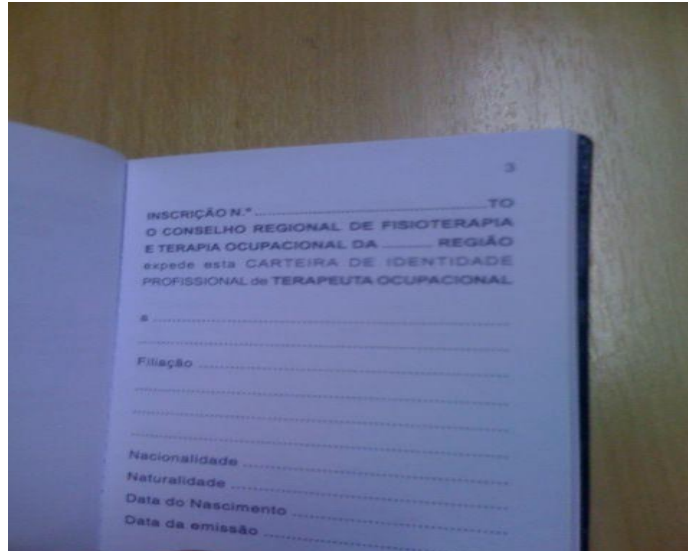 3
INSCRIÇÃO N.º ........................................ TO
O CONSELHO REGIONAL DE FISIOTERAPIA
E TERAPIA OCUPACIONAL DA ............ REGIÃO
expede esta CARTEIRA DE IDENTIDADE
PROFISSIONAL de TERAPEUTA OCUPACIONAL
a ........................................
Filiação ........................................
Nacionalidade ........................................
Naturalidade ........................................
Data do Nascimento ........................................
Data da emissão ........................................